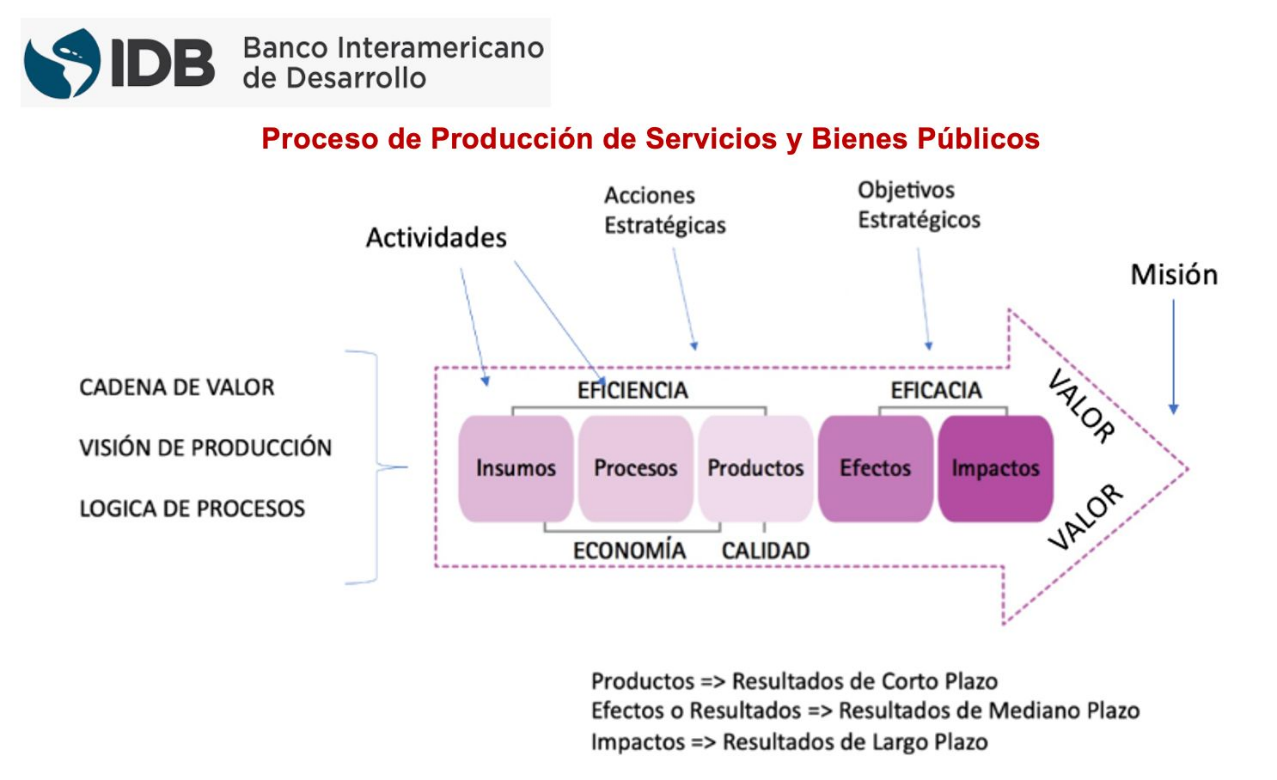 IDB
Banco Interamericano
de Desarrollo
Proceso de Producción de Servicios y Bienes Públicos
Acciones
Estratégicas
Objetivos
Estratégicos
Actividades
Misión
CADENA DE VALOR
VISIÓN DE PRODUCCIÓN
LOGICA DE PROCESOS
EFICIENCIA
EFICACIA
VALOR
Insumos
Procesos
Productos
Efectos
Impactos
VALOR
ECONOMÍA
CALIDAD
Productos => Resultados de Corto Plazo
Efectos o Resultados => Resultados de Mediano Plazo
Impactos => Resultados de Largo Plazo